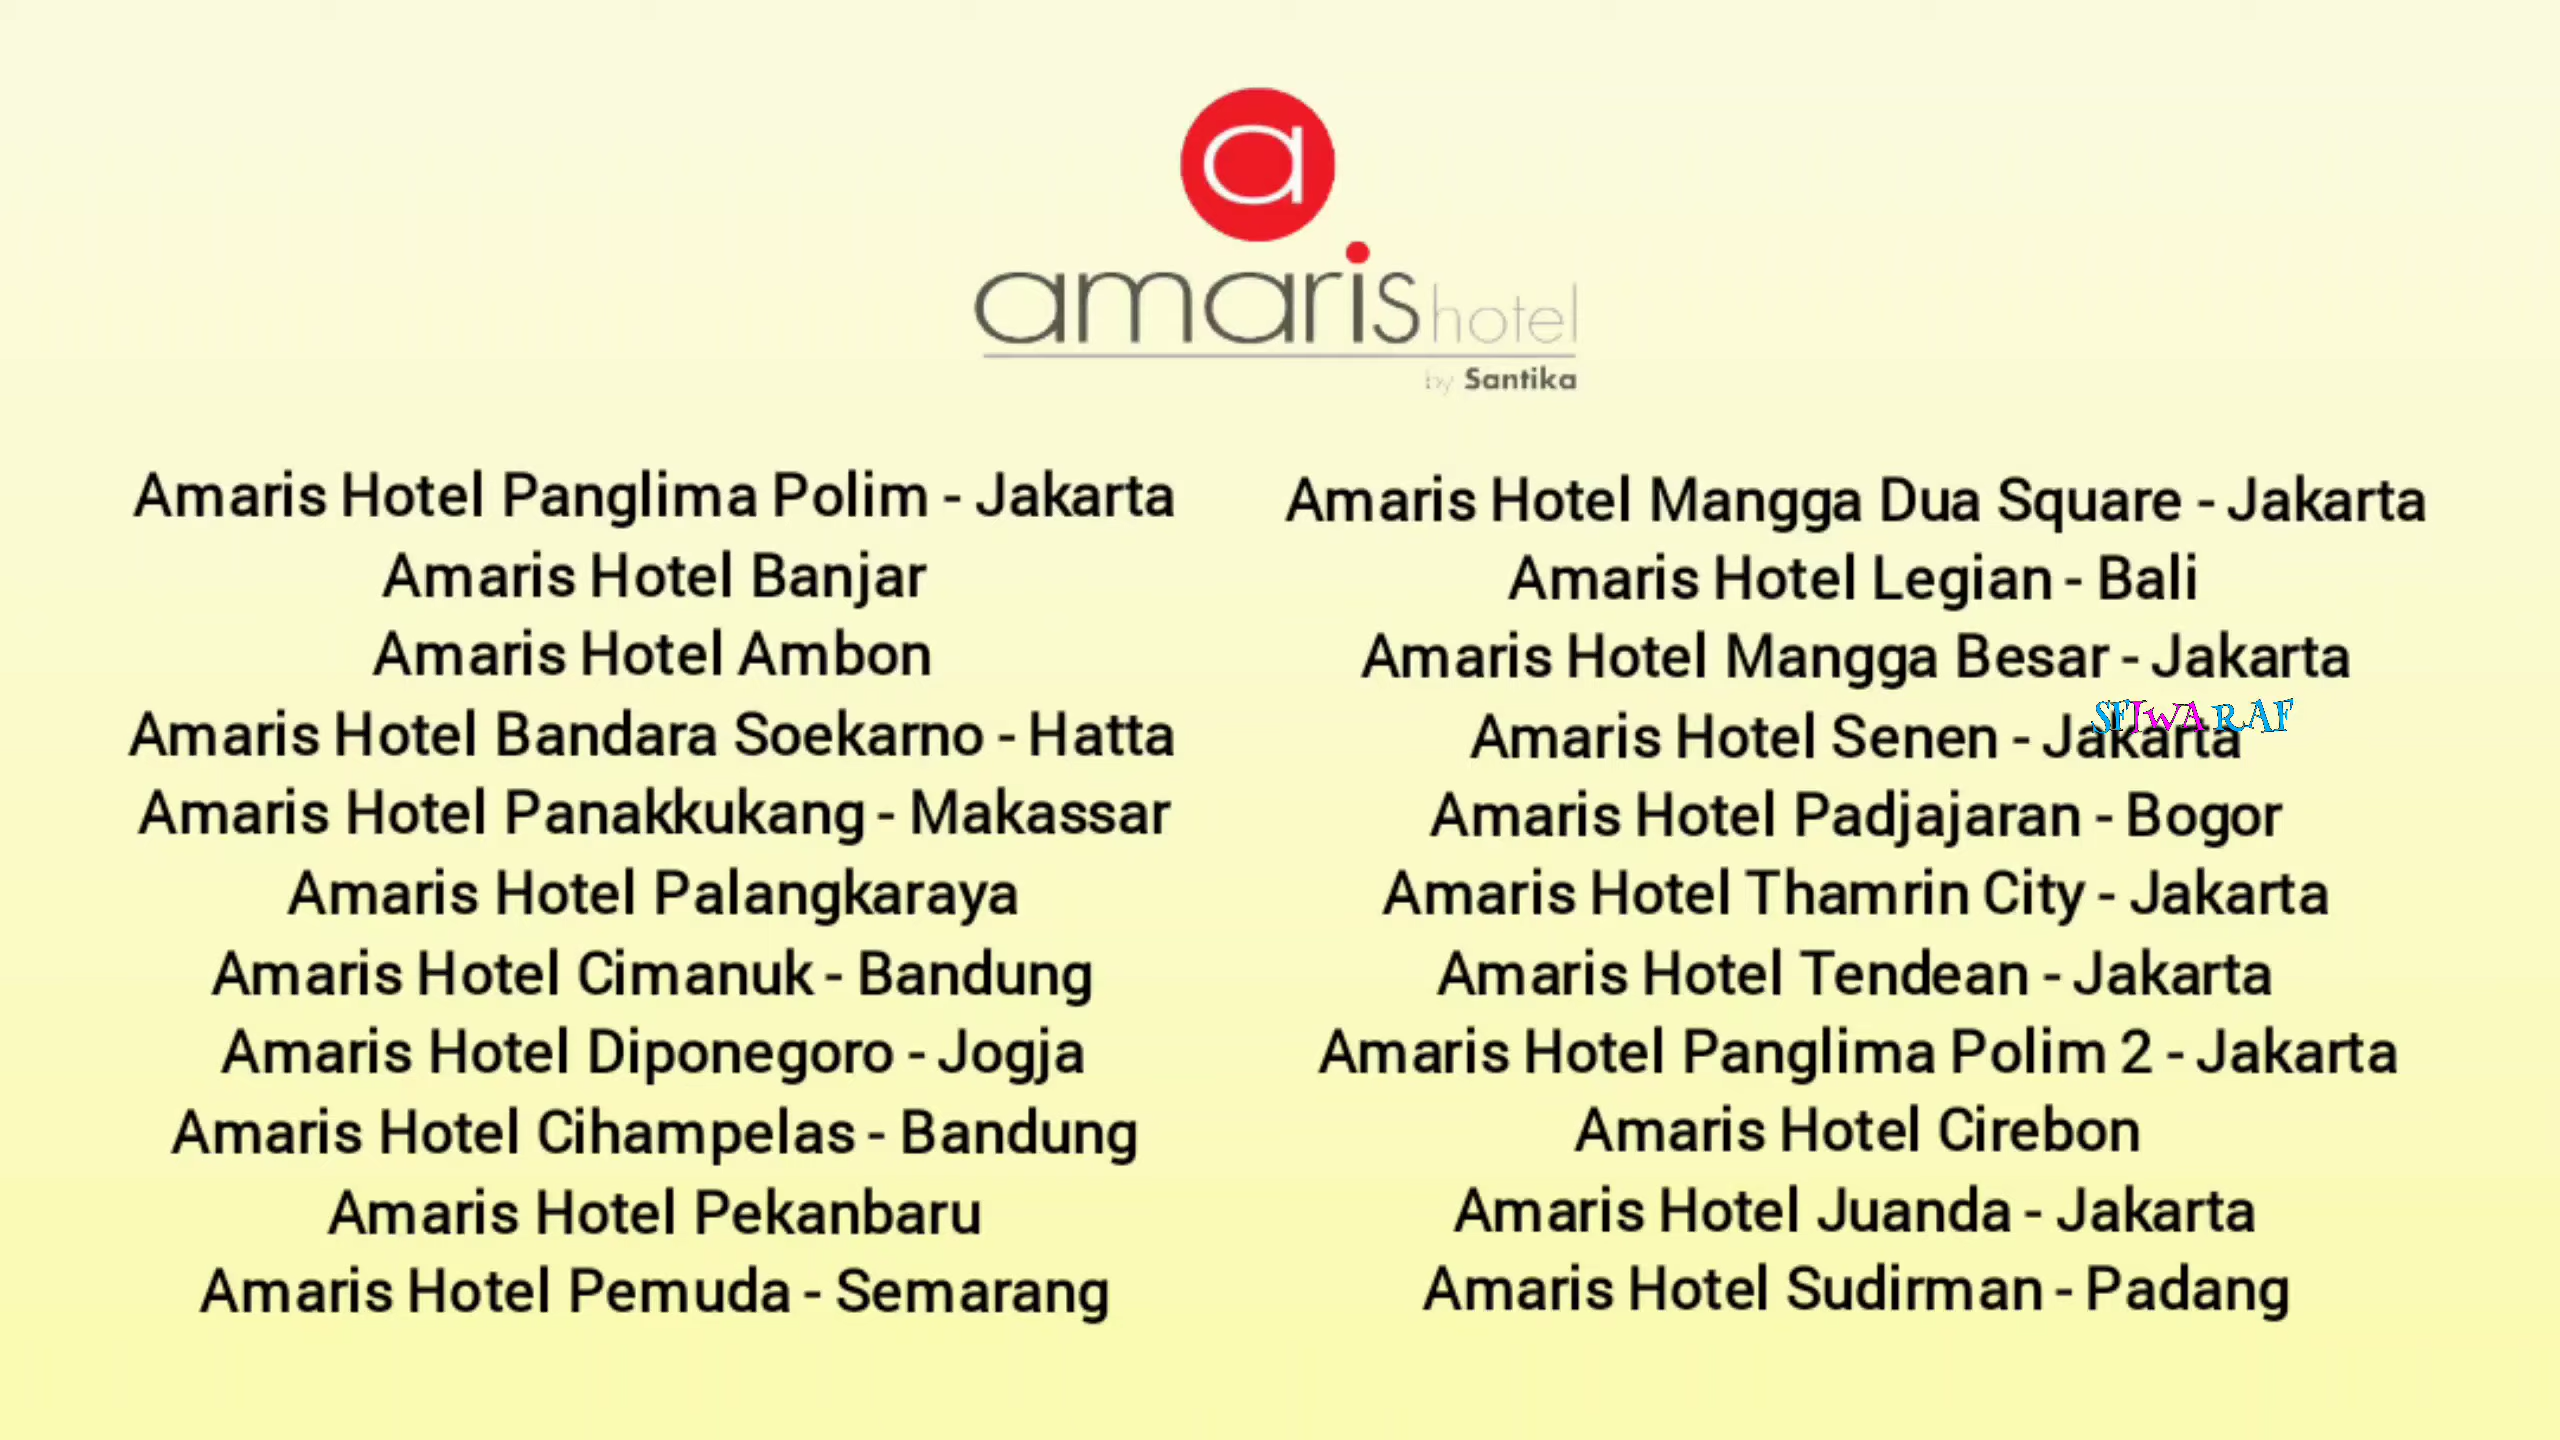 a
amaris hotel
by Santika
Amaris Hotel Panglima Polim - Jakarta
Amaris Hotel Banjar
Amaris Hotel Ambon
Amaris Hotel Bandara Soekarno - Hatta
Amaris Hotel Panakkukang - Makassar
Amaris Hotel Palangkaraya
Amaris Hotel Cimanuk - Bandung
Amaris Hotel Diponegoro - Jogja
Amaris Hotel Cihampelas - Bandung
Amaris Hotel Pekanbaru
Amaris Hotel Pemuda - Semarang
Amaris Hotel Mangga Dua Square - Jakarta
Amaris Hotel Legian - Bali
Amaris Hotel Mangga Besar - Jakarta
Amaris Hotel Senen - Jakarta
Amaris Hotel Padjajaran - Bogor
Amaris Hotel Thamrin City - Jakarta
Amaris Hotel Tendean - Jakarta
Amaris Hotel Panglima Polim 2 - Jakarta
Amaris Hotel Cirebon
Amaris Hotel Juanda - Jakarta
Amaris Hotel Sudirman - Padang